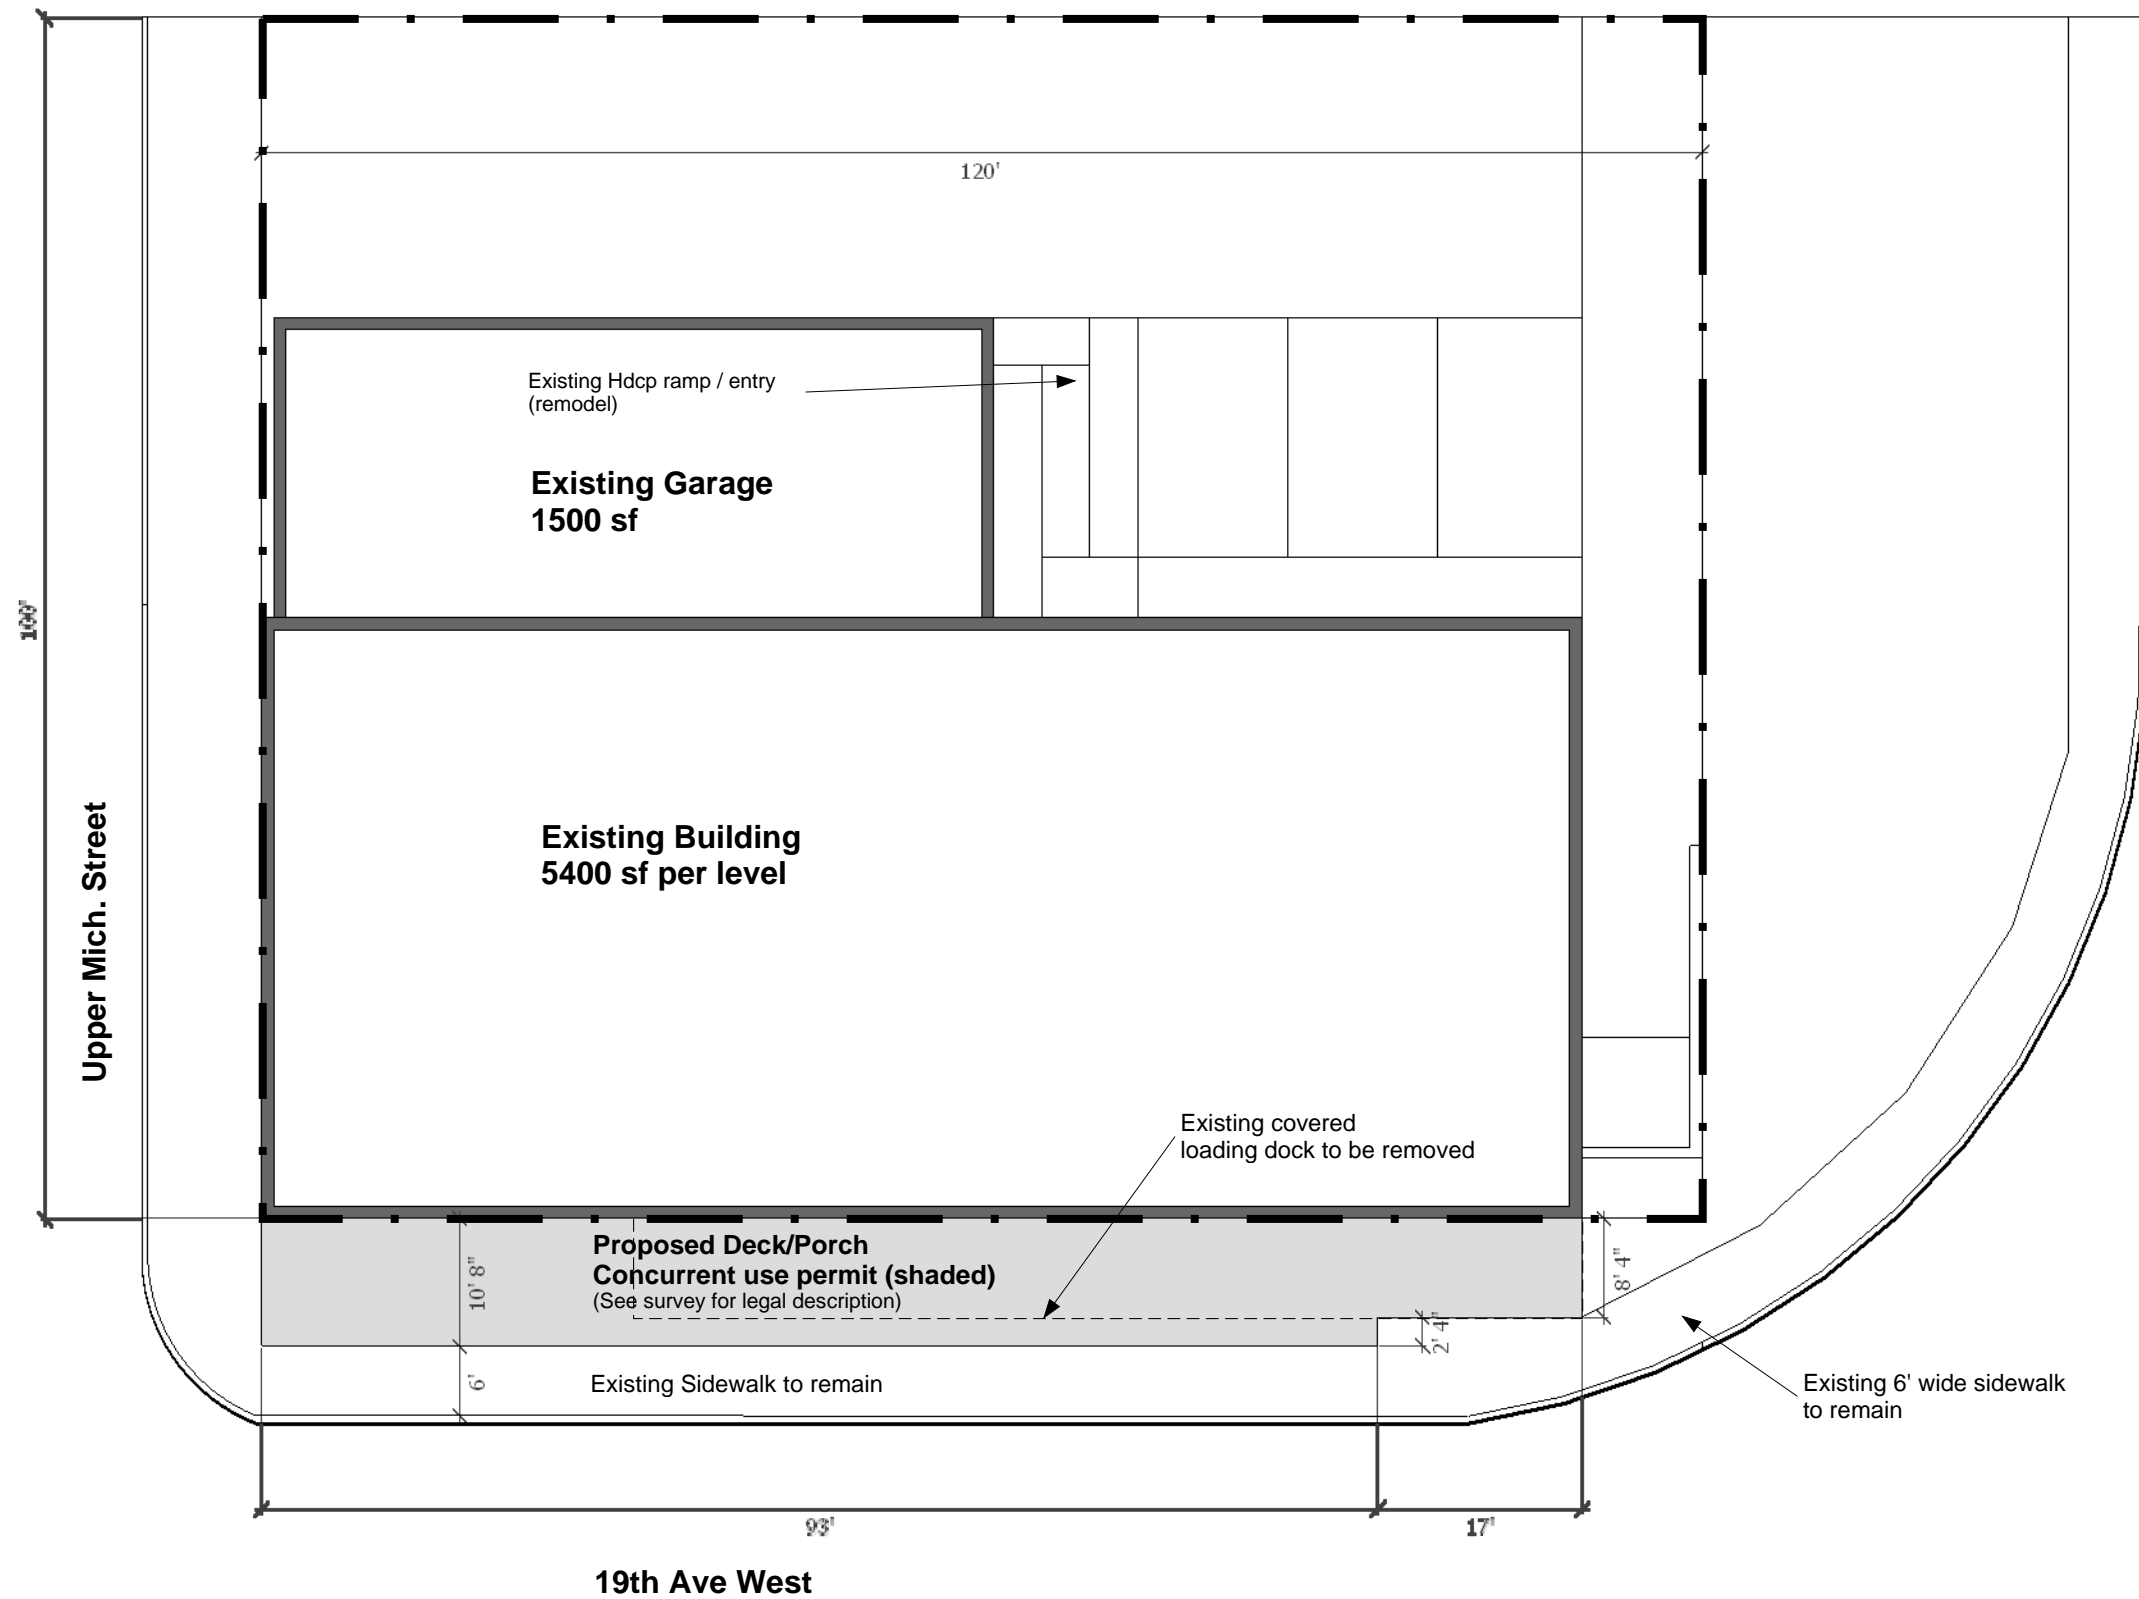 120'
Existing Hdcp ramp / entry
(remodel)
Existing Garage
1500 sf
100'
Upper Mich. Street
Existing Building
5400 sf per level
Existing covered
loading dock to be removed
Proposed Deck/Porch
Concurrent use permit (shaded)
(See survey for legal description)
10' 8"
8' 4"
2' 4"
6'
Existing Sidewalk to remain
Existing 6' wide sidewalk
to remain
93'
17'
19th Ave West